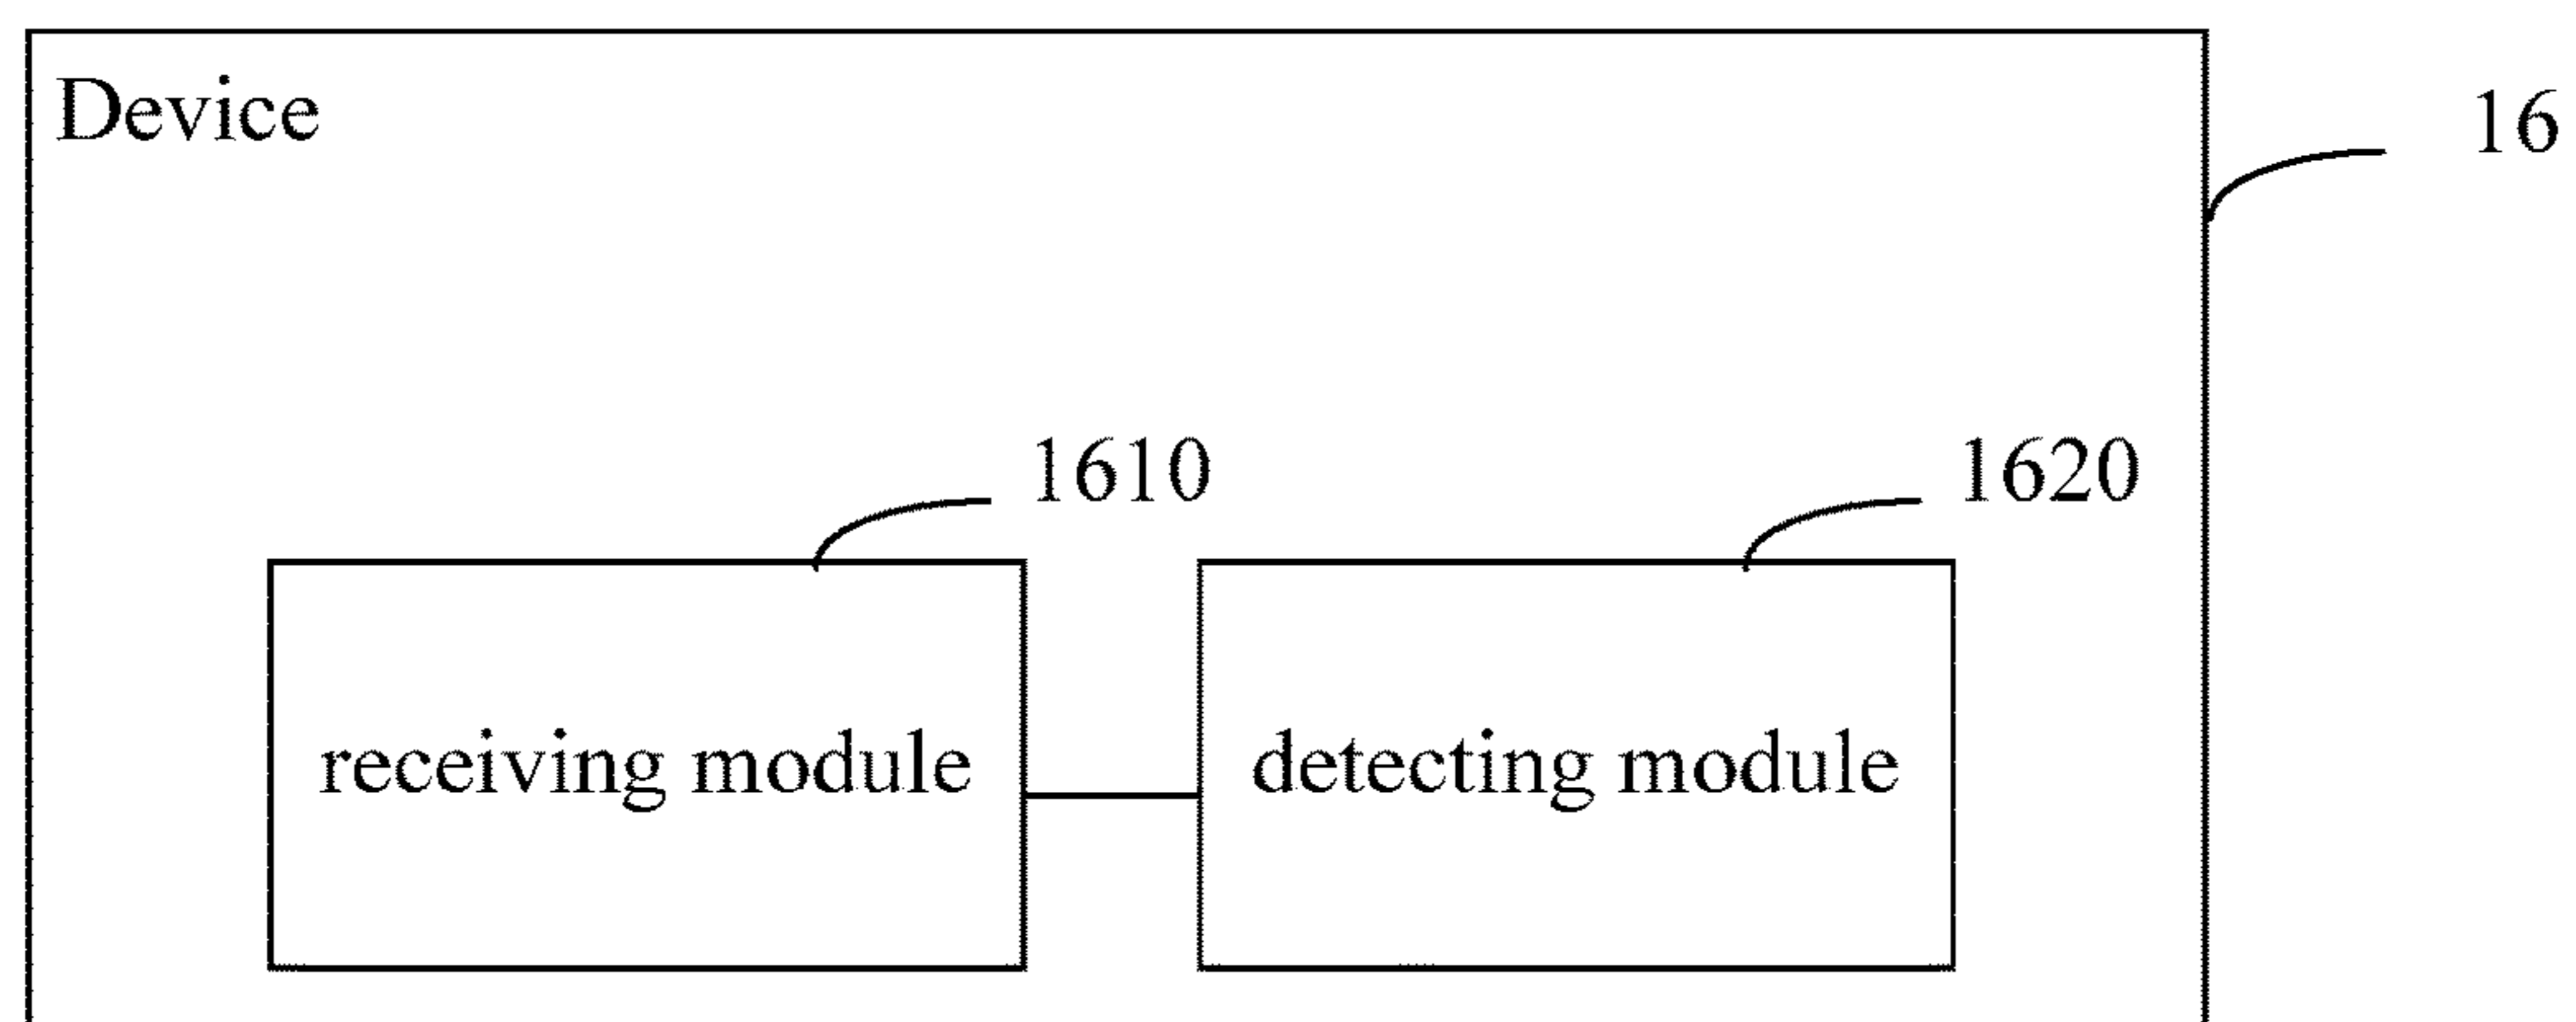 Device
16
1610
1620
receiving module
detecting module